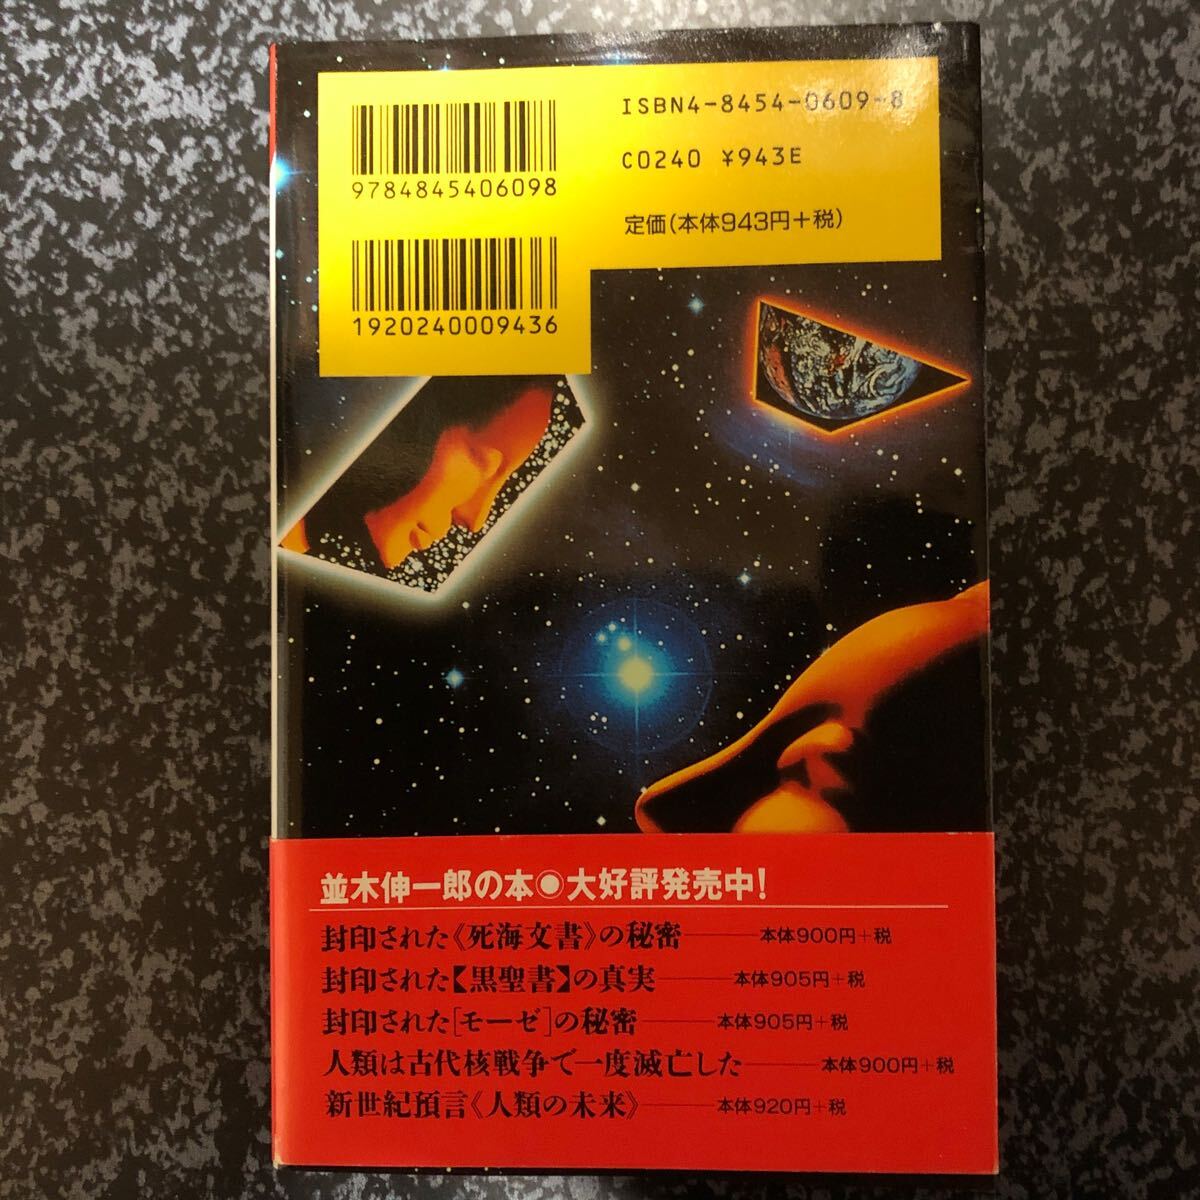 9784845406098
ISBN4-8454-0609-8
C0240 ¥943E
定価(本体943円+税)
1920240009436
並木伸一郎の本●大好評発売中!
封印された《死海文書》の秘密――本体900円+税
封印された【黒聖書】の真実――本体905円+税
封印された[モーゼ]の秘密――本体905円+税
人類は古代核戦争で一度滅亡した――本体900円+税
新世紀預言《人類の未来》――本体920円+税